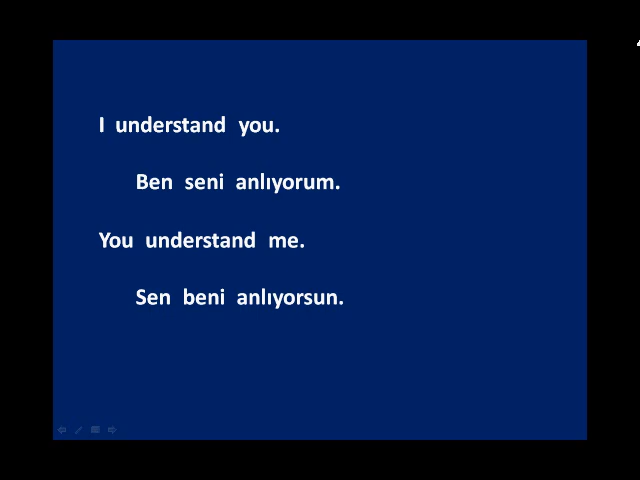 I understand you.
Ben seni anlıyorum.
You understand me.
Sen beni anlıyorsun.